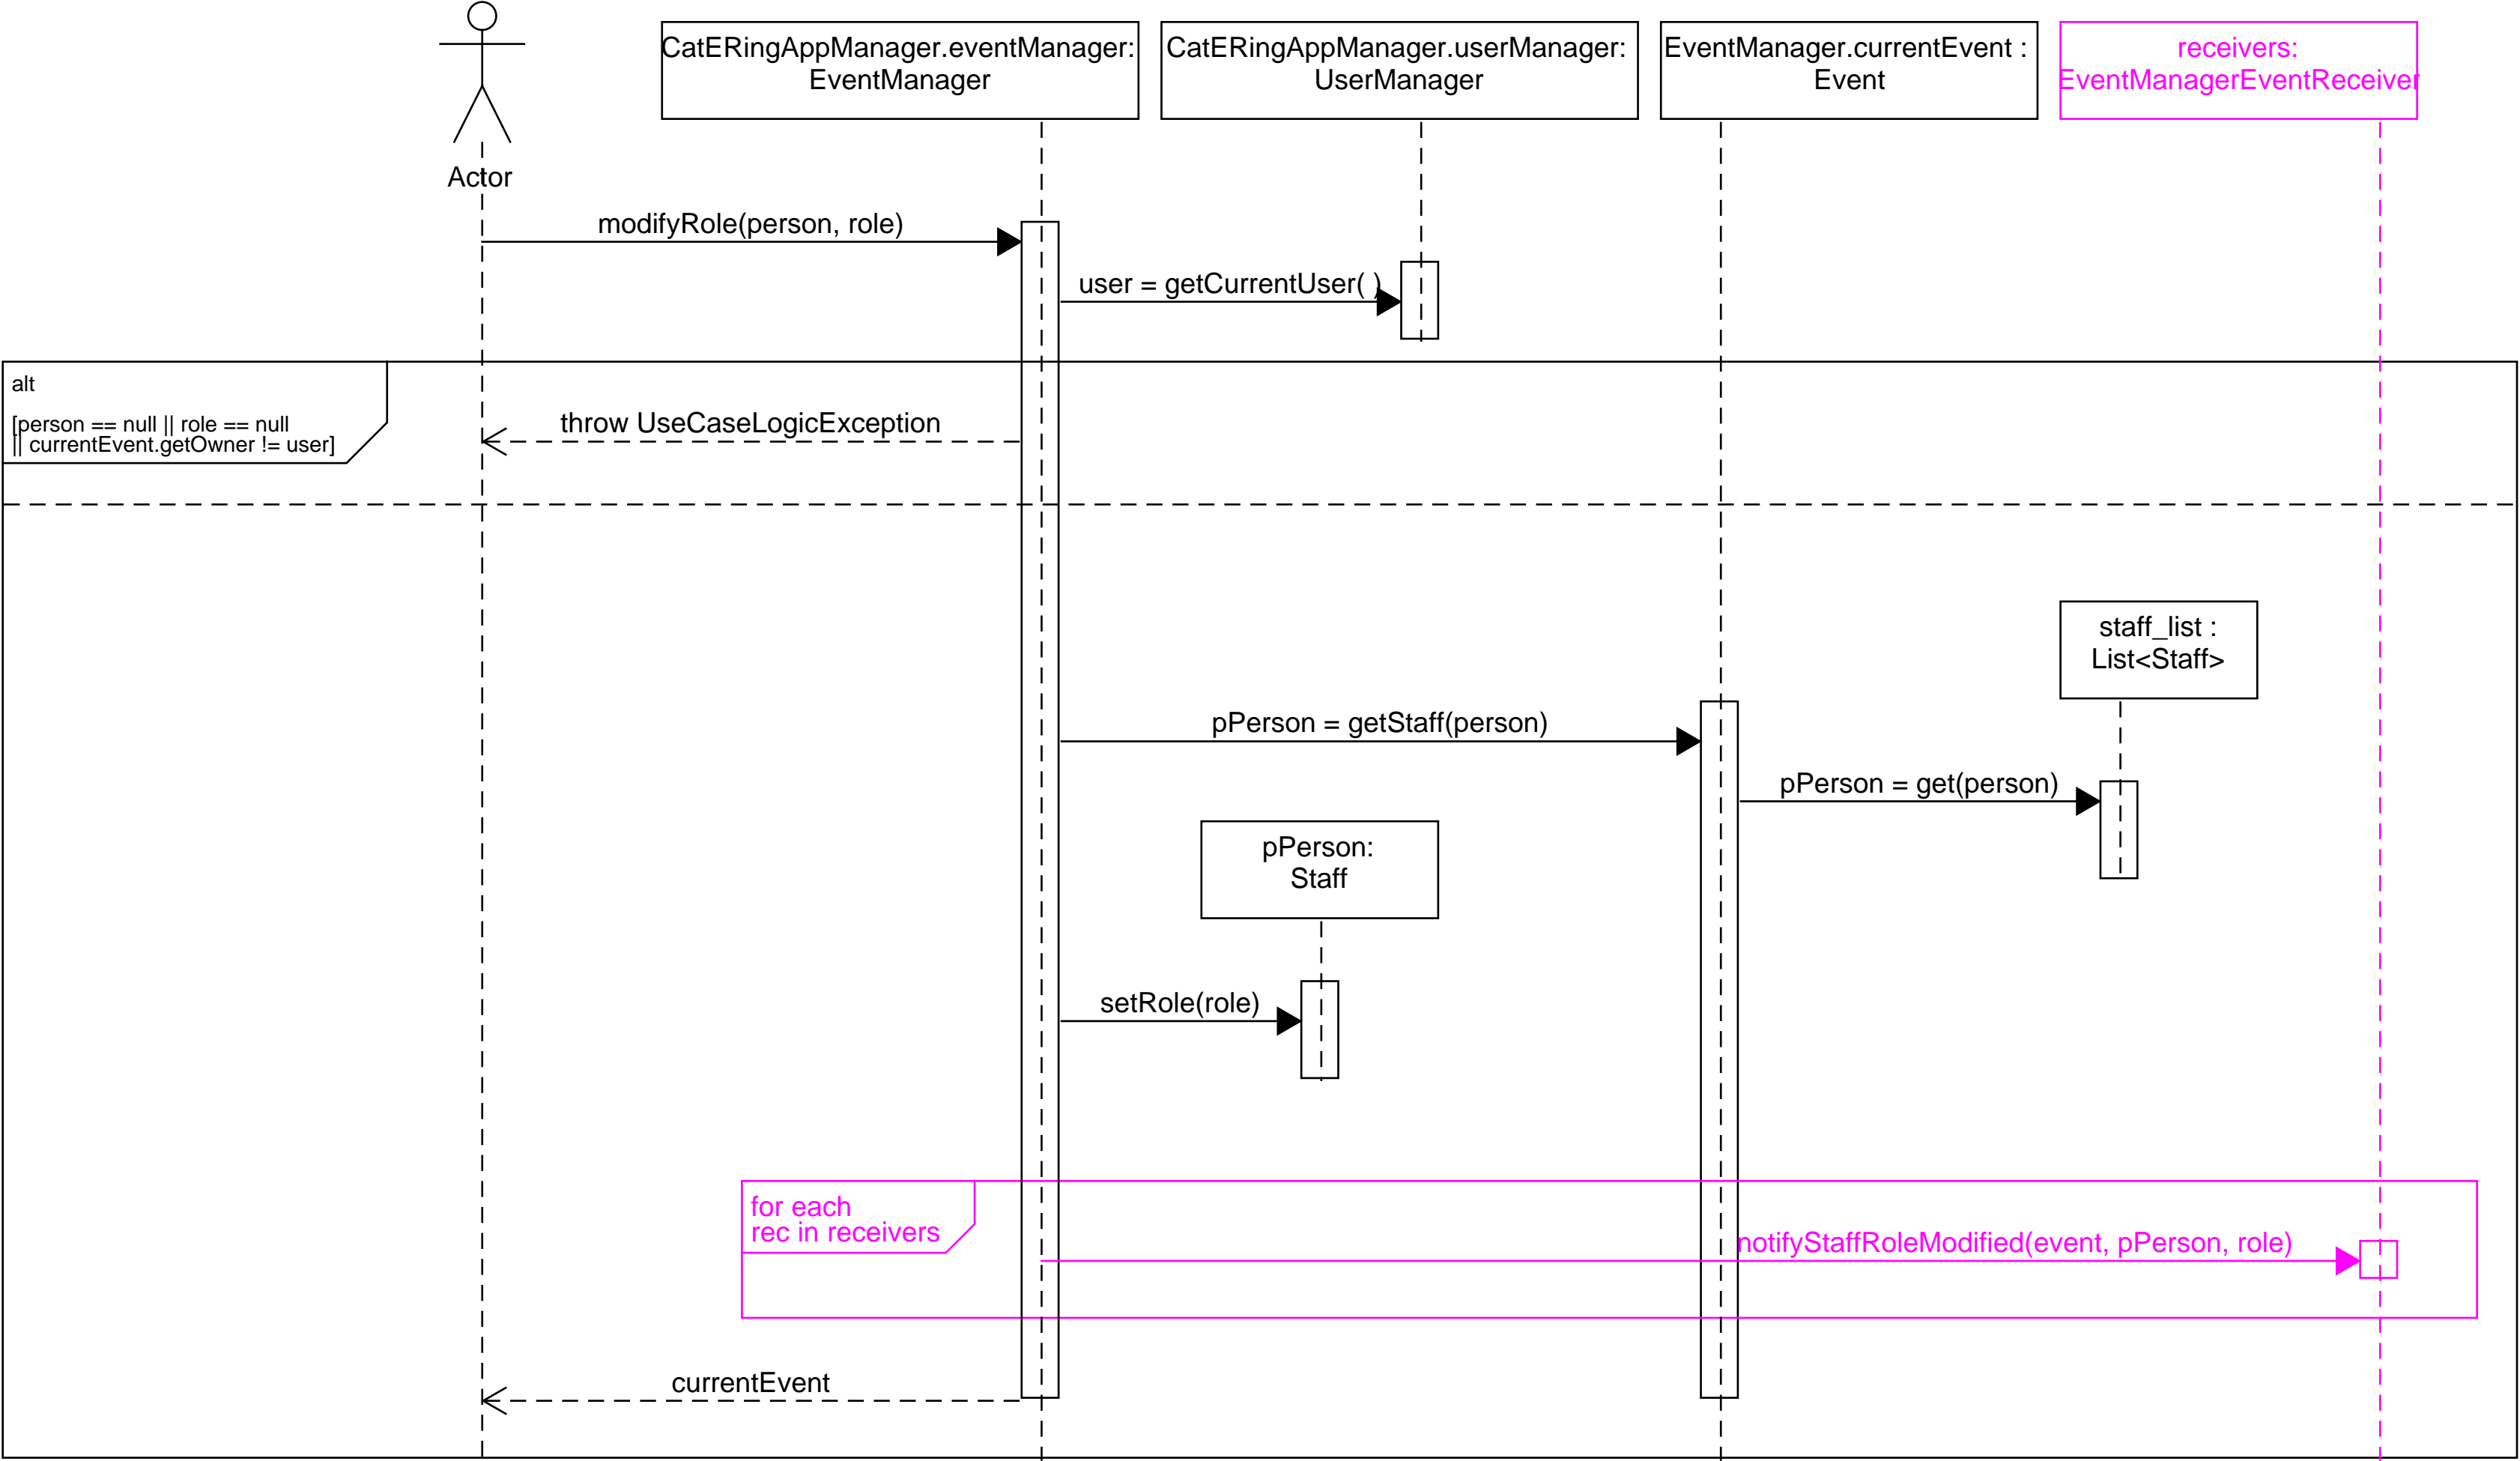 CatERingAppManager.eventManager:
EventManager
CatERingAppManager.userManager:
UserManager
EventManager.currentEvent :
Event
receivers:
EventManagerEventReceiver
Actor
modifyRole(person, role)
user = getCurrentUser( )
alt
[person == null || role == null
|| currentEvent.getOwner != user]
throw UseCaseLogicException
staff_list :
List<Staff>
pPerson = getStaff(person)
pPerson = get(person)
pPerson:
Staff
setRole(role)
for each
rec in receivers
notifyStaffRoleModified(event, pPerson, role)
currentEvent